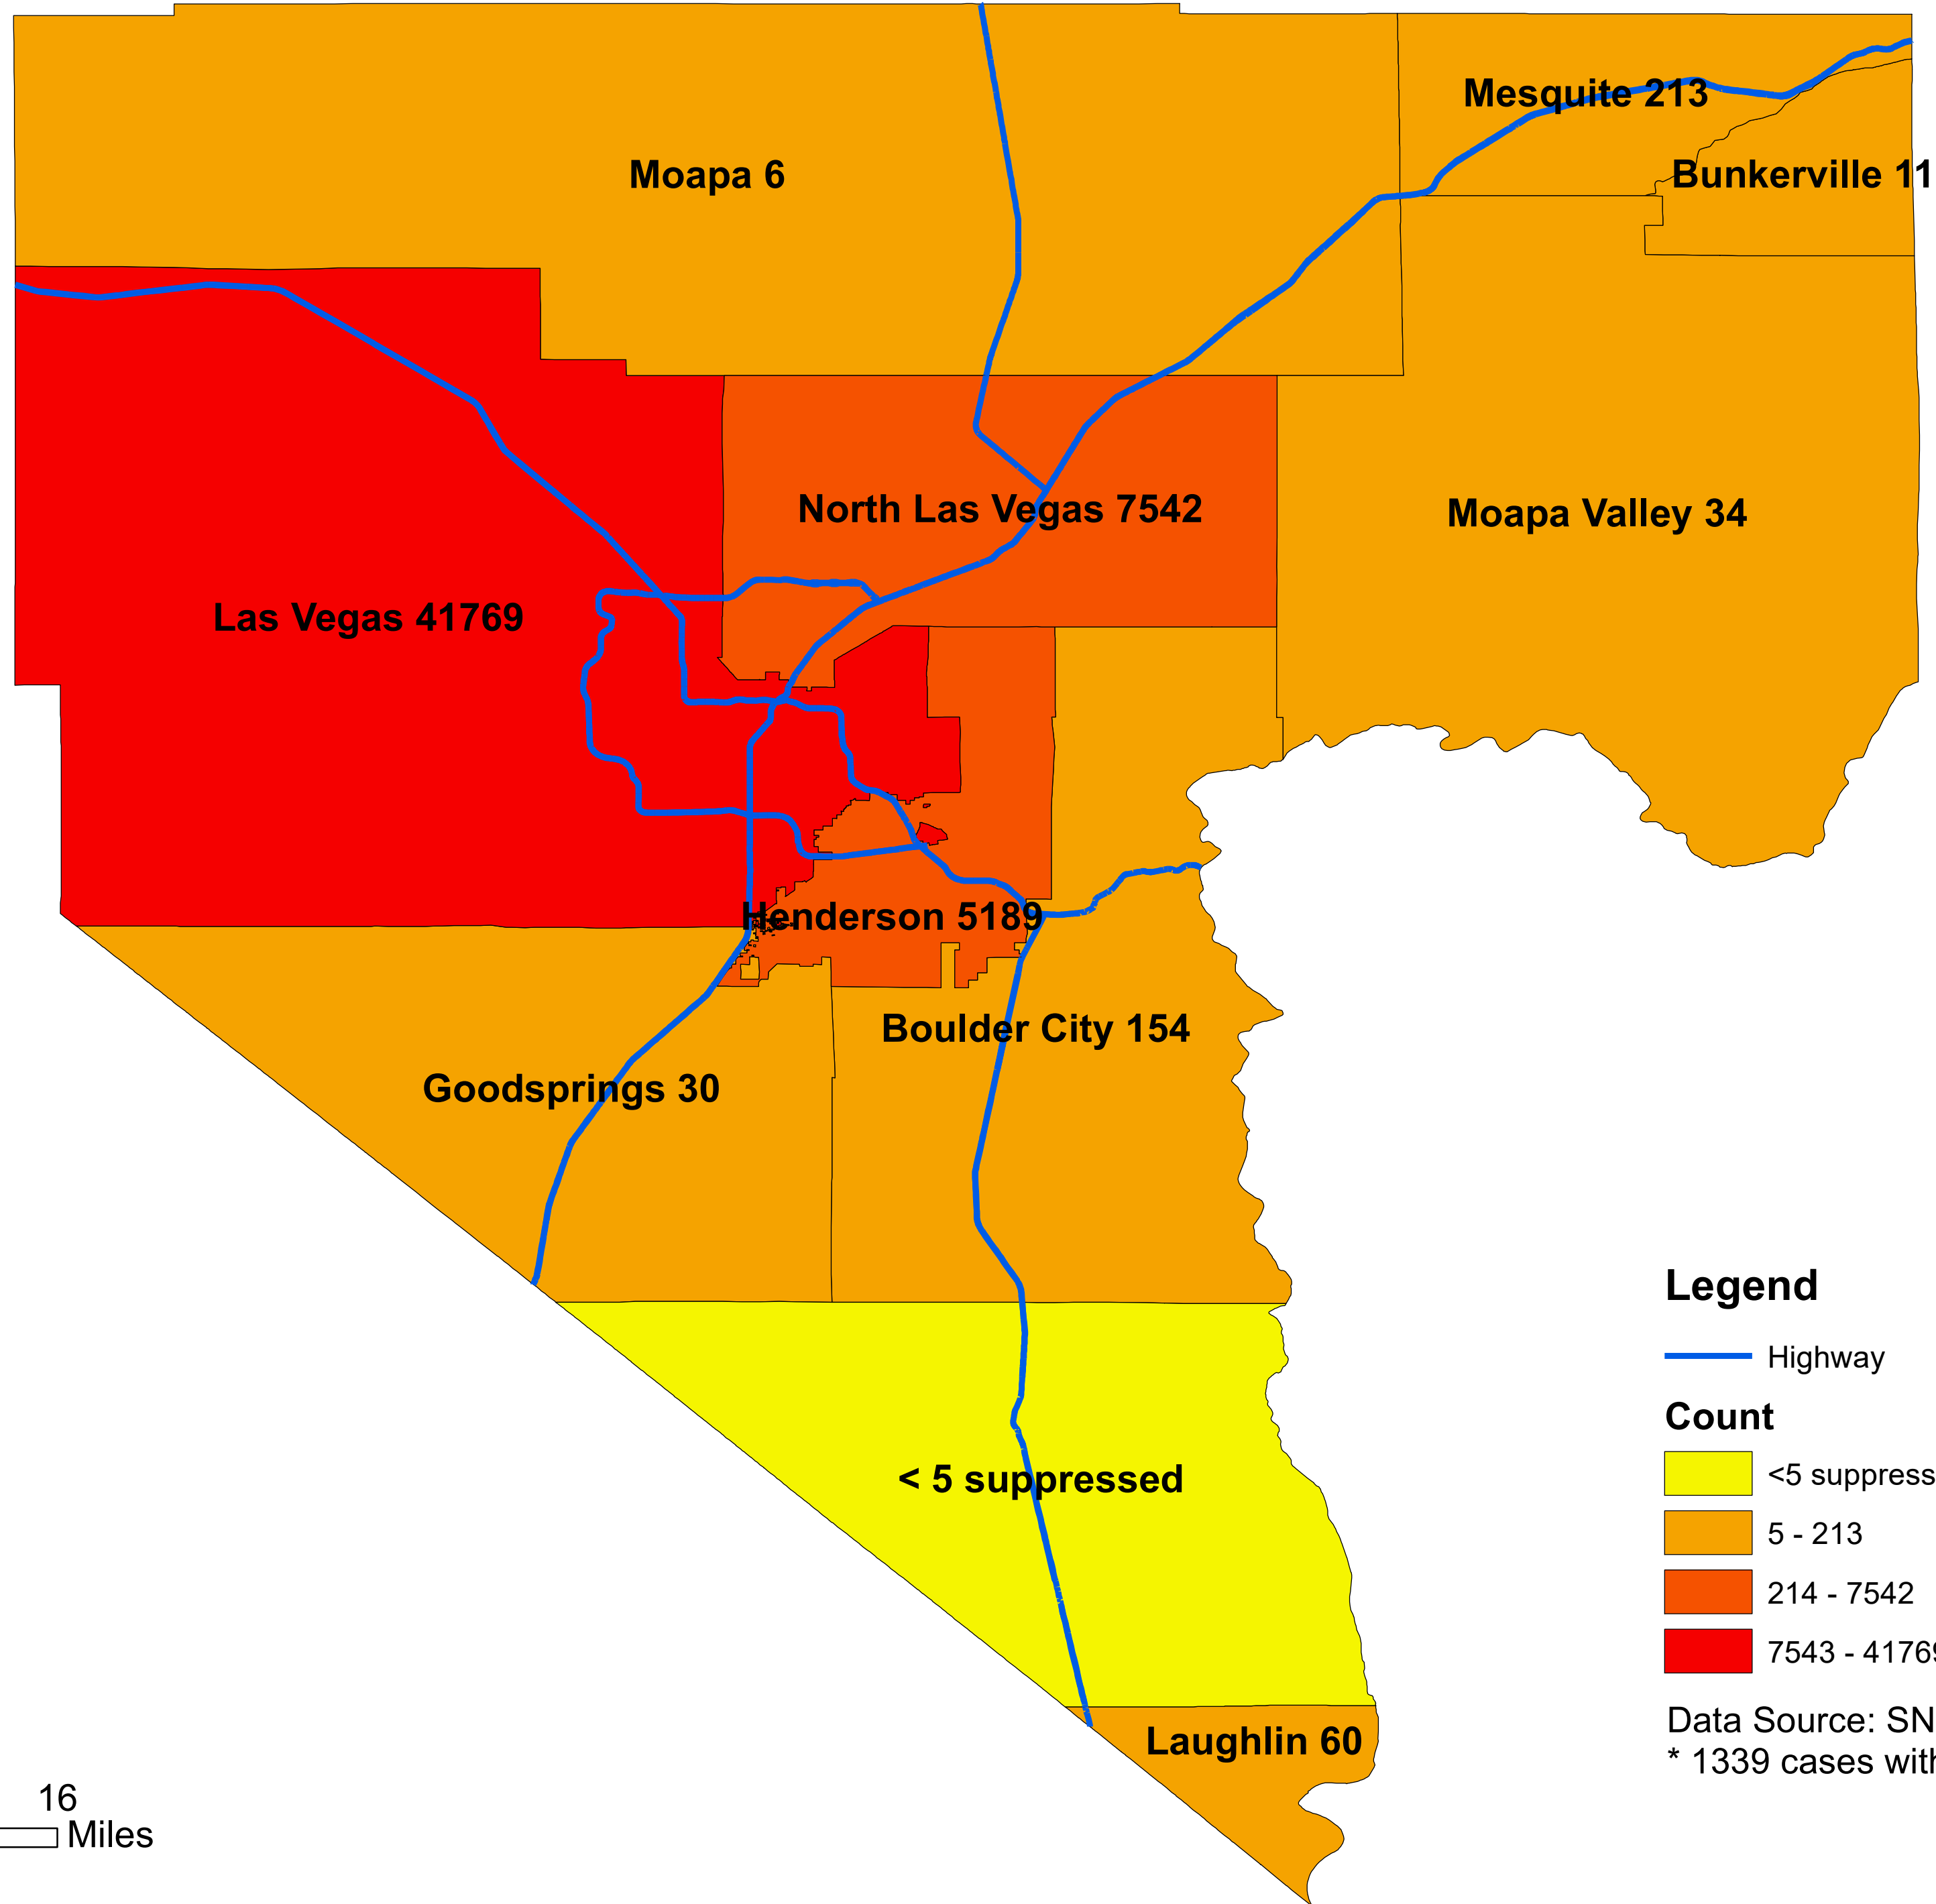 Mesquite 213
Moapa 6
Bunkerville 11
North Las Vegas 7542
Moapa Valley 34
Las Vegas 41769
Henderson 5189
Boulder City 154
Goodsprings 30
Legend
Highway
Count
< 5 suppressed
<5 suppress
5 - 213
214 - 7542
7543 - 41769
Data Source: SN
Laughlin 60
* 1339 cases with
16
Miles